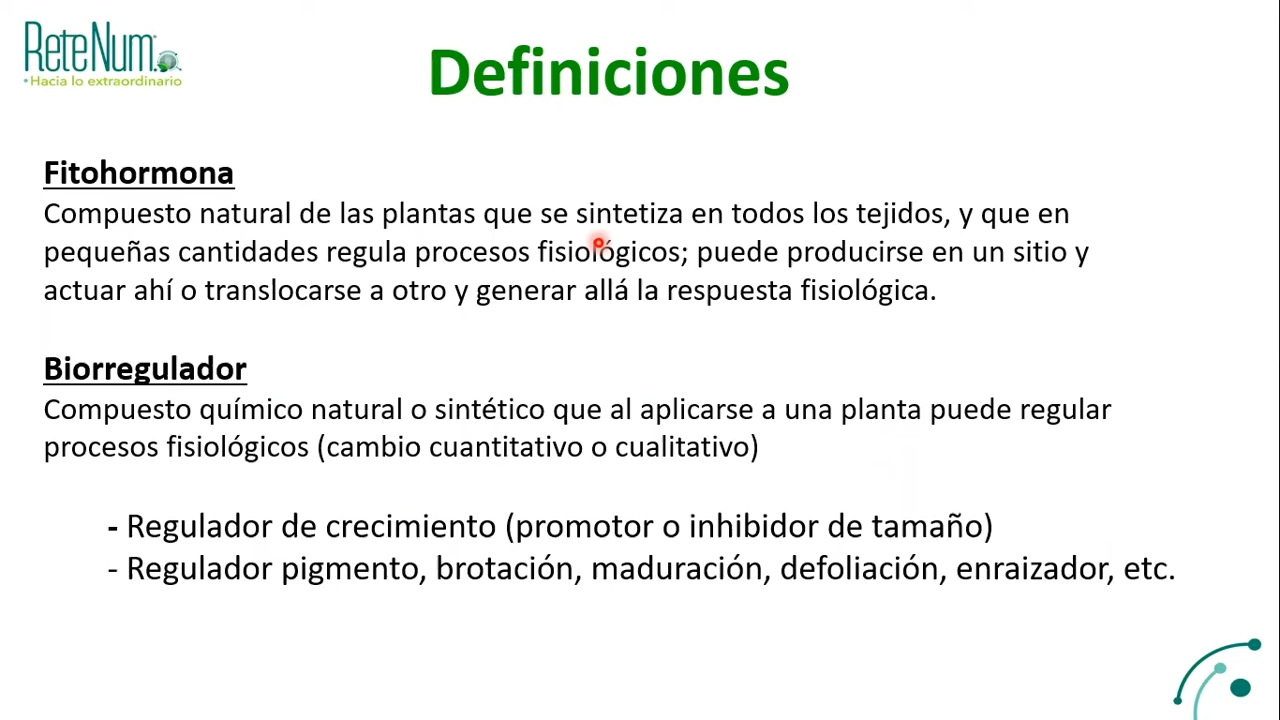 ReteNum
Hacia lo extraordinario
Definiciones
Fitohormona
Compuesto natural de las plantas que se sintetiza en todos los tejidos, y que en
pequeñas cantidades regula procesos fisiológicos; puede producirse en un sitio y
actuar ahí o translocarse a otro y generar allá la respuesta fisiológica.
Biorregulador
Compuesto químico natural o sintético que al aplicarse a una planta puede regular
procesos fisiológicos (cambio cuantitativo o cualitativo)
- Regulador de crecimiento (promotor o inhibidor de tamaño)
- Regulador pigmento, brotación, maduración, defoliación, enraizador, etc.